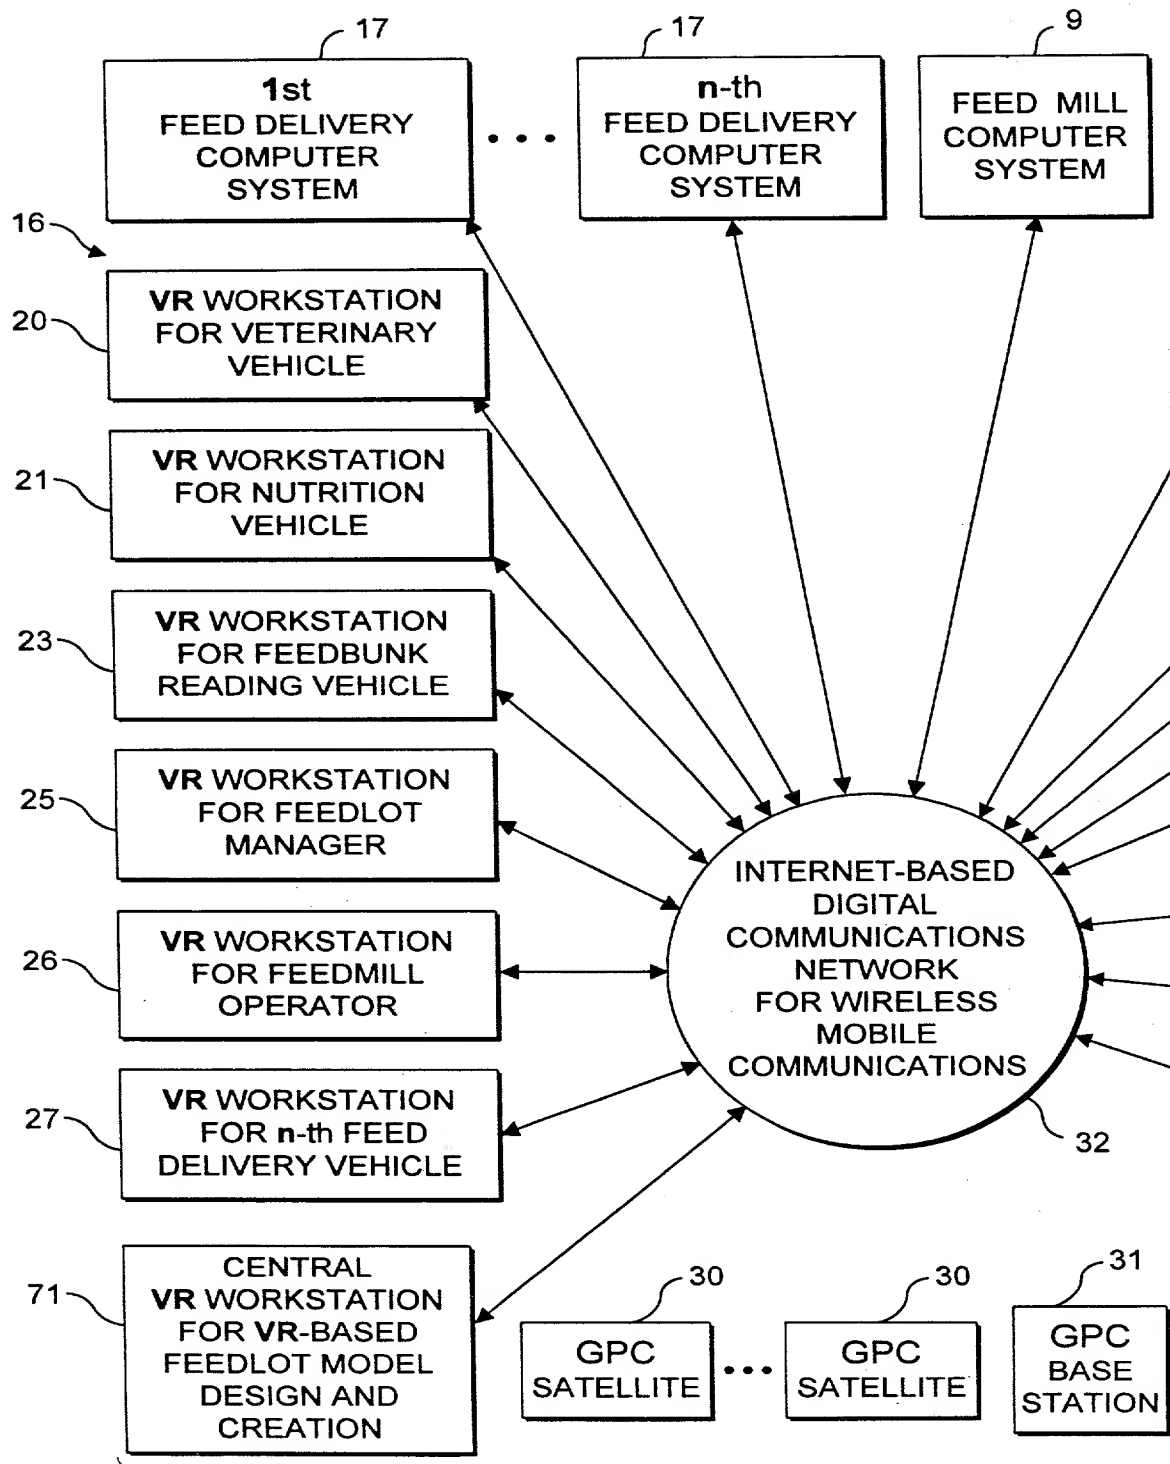 17
17
9
1st
FEED DELIVERY
COMPUTER
SYSTEM
n-th
FEED DELIVERY
COMPUTER
SYSTEM
FEED MILL
COMPUTER
SYSTEM
16
20
VR WORKSTATION
FOR VETERINARY
VEHICLE
21
VR WORKSTATION
FOR NUTRITION
VEHICLE
23
VR WORKSTATION
FOR FEEDBUNK
READING VEHICLE
25
VR WORKSTATION
FOR FEEDLOT
MANAGER
26
VR WORKSTATION
FOR FEEDMILL
OPERATOR
27
VR WORKSTATION
FOR n-th FEED
DELIVERY VEHICLE
INTERNET-BASED
DIGITAL
COMMUNICATIONS
NETWORK
FOR WIRELESS
MOBILE
COMMUNICATIONS
32
71
CENTRAL
VR WORKSTATION
FOR VR-BASED
FEEDLOT MODEL
DESIGN AND
CREATION
30
GPC
SATELLITE
30
GPC
SATELLITE
31
GPC
BASE
STATION